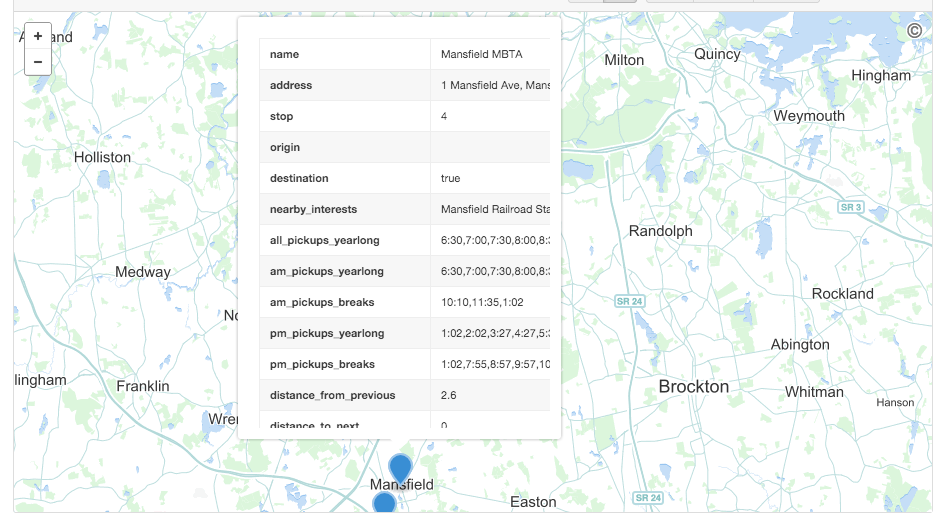 +
−
and
©
name Mansfield MBTA
address 1 Mansfield Ave, Mans
stop 4
origin
destination true
nearby_interests Mansfield Railroad Sta
all_pickups_yearlong 6:30,7:00,7:30,8:00,8:3
am_pickups_yearlong 6:30,7:00,7:30,8:00,8:3
am_pickups_breaks 10:10,11:35,1:02
pm_pickups_yearlong 1:02,2:02,3:27,4:27,5:3
pm_pickups_breaks 1:02,7:55,8:57,9:57,10
distance_from_previous 2.6
distance_to_next 0
Milton
Quincy
Hingham
Weymouth
Holliston
SR 3
Randolph
Medway
Rockland
SR 24
No
Abington
lingham
Franklin
Brockton
Whitman
Hanson
Wre
Mansfield
Easton
SR 24